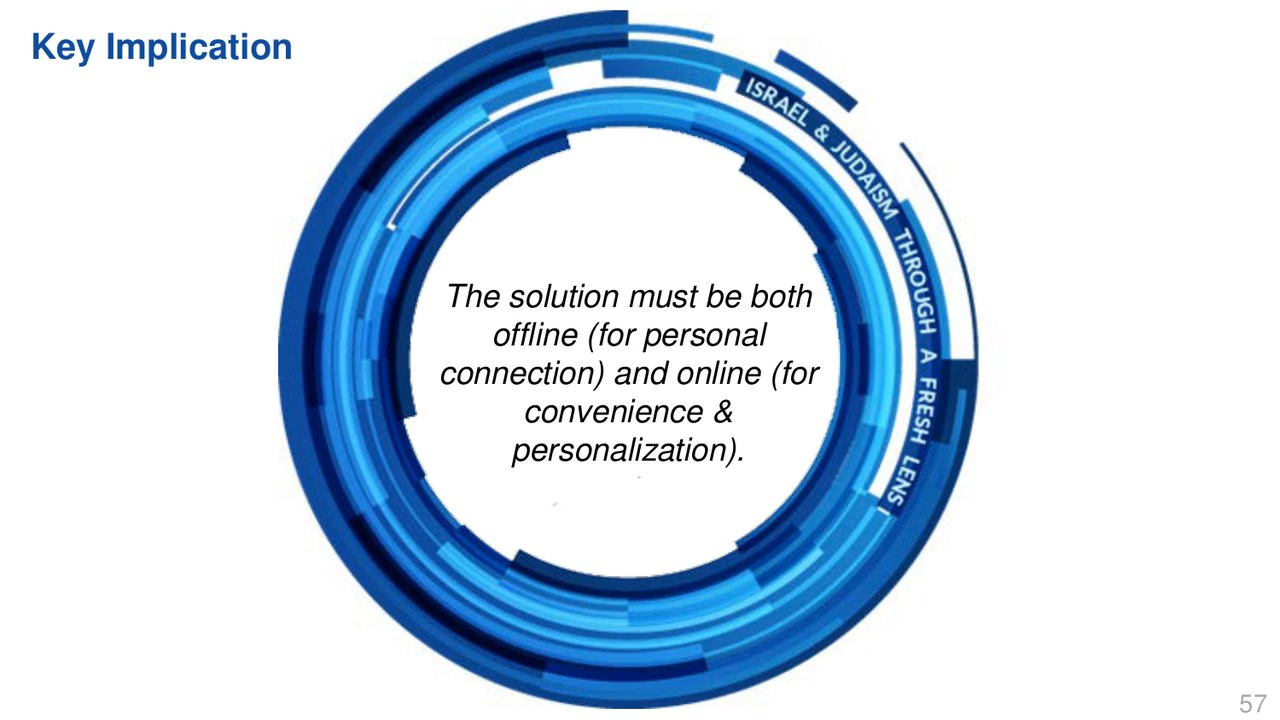 Key Implication
ISRAEL & JUDAISM THROUGH A FRESH LENS
The solution must be both
offline (for personal
connection) and online (for
convenience &
personalization).
57